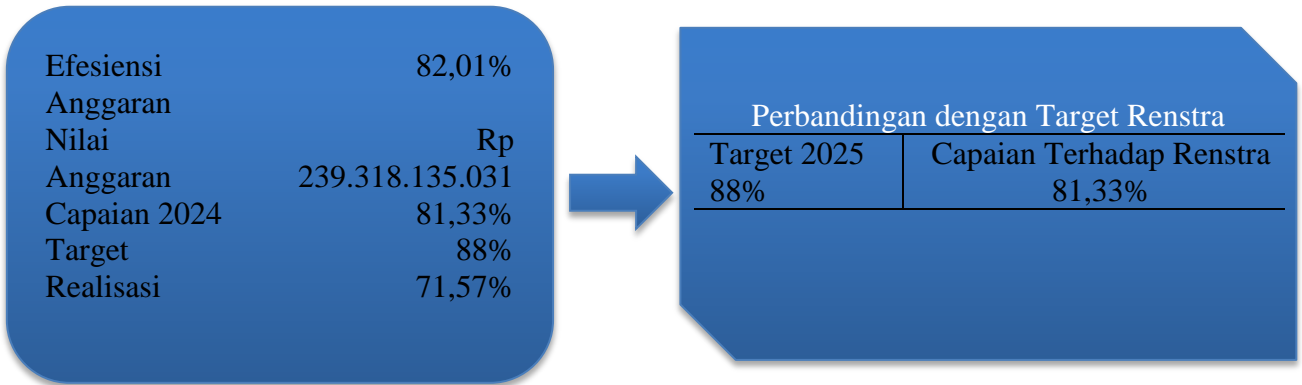 Efesiensi 82,01%
Anggaran
Nilai Rp
Anggaran 239.318.135.031
Capaian 2024 81,33%
Target 88%
Realisasi 71,57%
Perbandingan dengan Target Renstra
Target 2025 Capaian Terhadap Renstra
88% 81,33%